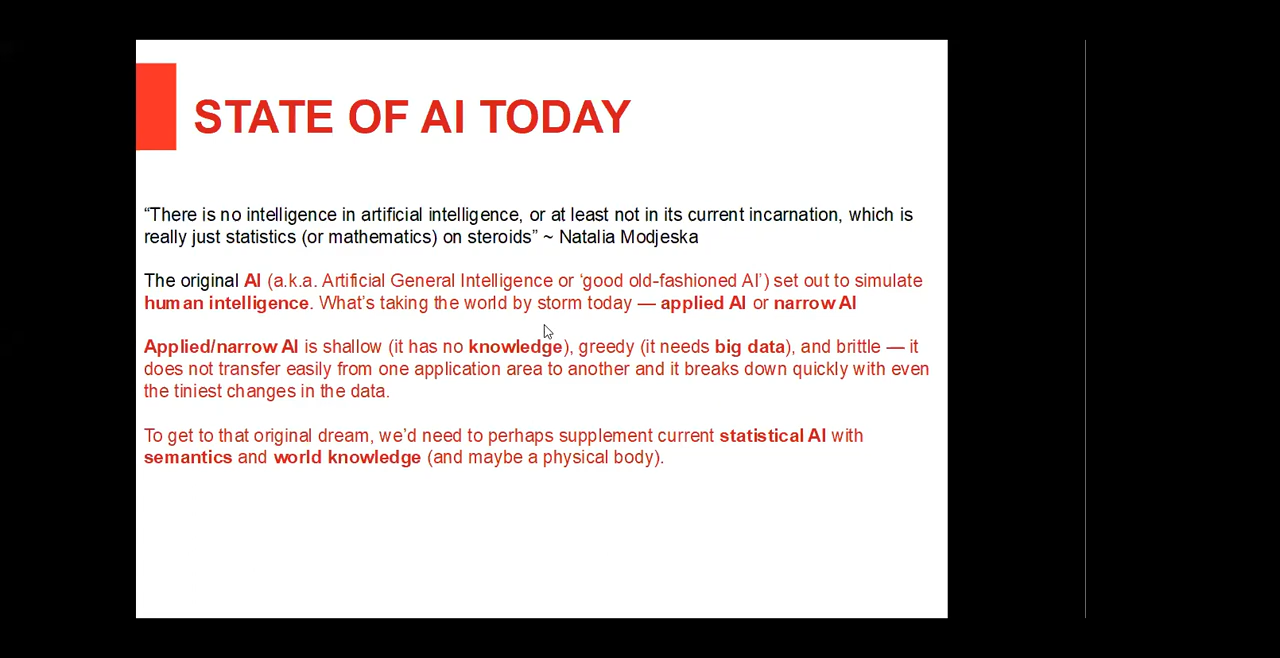 STATE OF AI TODAY
“There is no intelligence in artificial intelligence, or at least not in its current incarnation, which is
really just statistics (or mathematics) on steroids” ~ Natalia Modjeska
The original AI (a.k.a. Artificial General Intelligence or ‘good old-fashioned AI’) set out to simulate
human intelligence. What’s taking the world by storm today — applied AI or narrow AI
Applied/narrow AI is shallow (it has no knowledge), greedy (it needs big data), and brittle — it
does not transfer easily from one application area to another and it breaks down quickly with even
the tiniest changes in the data.
To get to that original dream, we’d need to perhaps supplement current statistical AI with
semantics and world knowledge (and maybe a physical body).